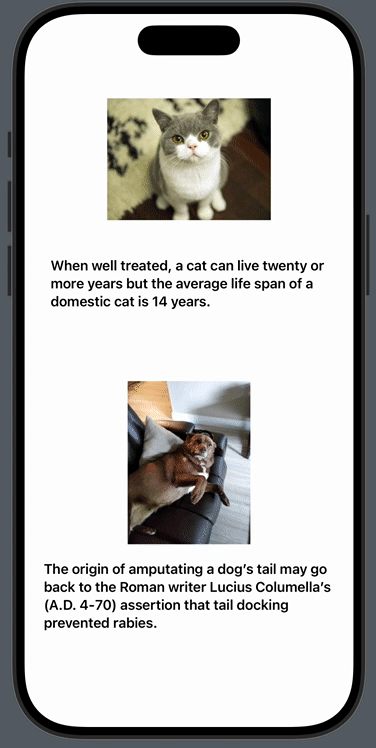 When well treated, a cat can live twenty or
more years but the average life span of a
domestic cat is 14 years.
The origin of amputating a dog’s tail may go
back to the Roman writer Lucius Columella’s
(A.D. 4-70) assertion that tail docking
prevented rabies.